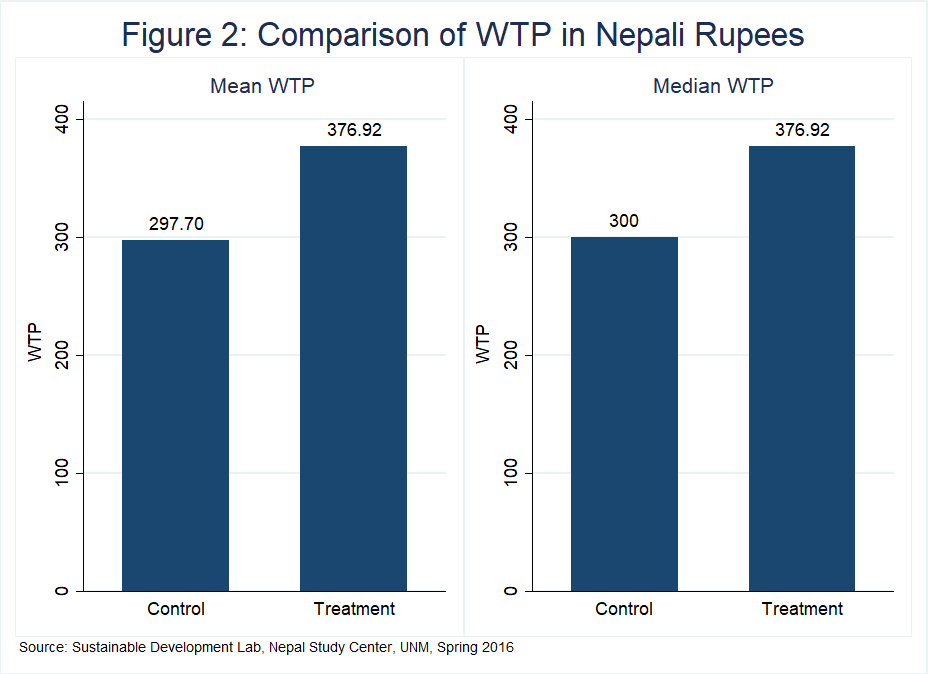 Figure 2: Comparison of WTP in Nepali Rupees
Mean WTP
WTP
400
300
200
100
0
297.70
376.92
Control Treatment
Median WTP
WTP
400
300
200
100
0
300
376.92
Control Treatment
Source: Sustainable Development Lab, Nepal Study Center, UNM, Spring 2016